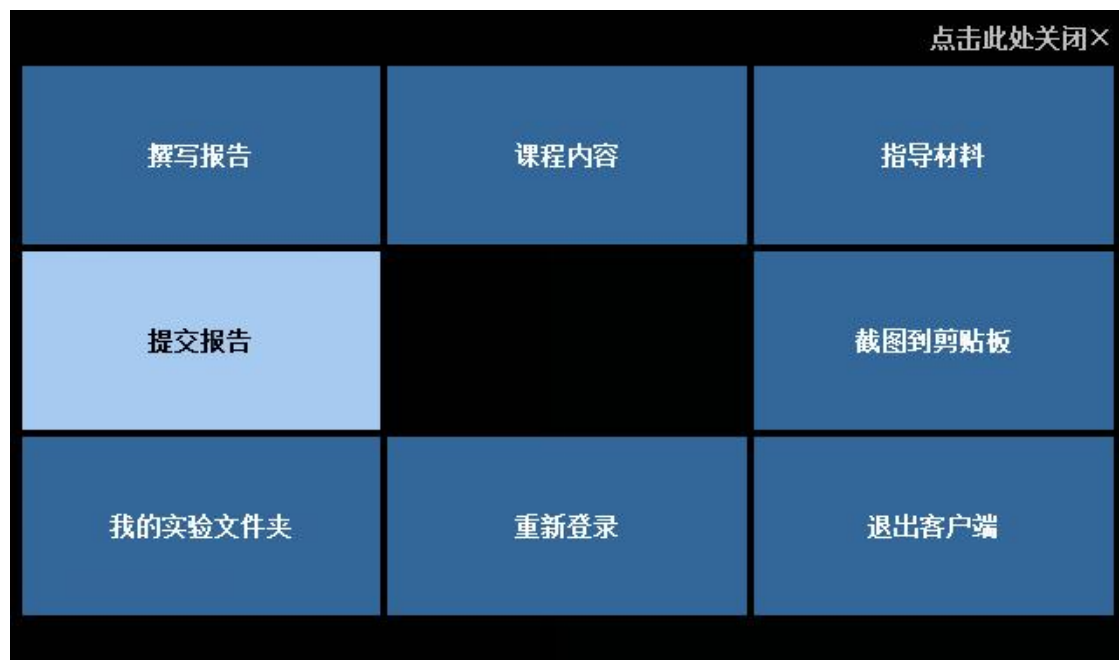 点击此处关闭×
撰写报告
课程内容
指导材料
提交报告
截图到剪贴板
我的实验文件夹
重新登录
退出客户端